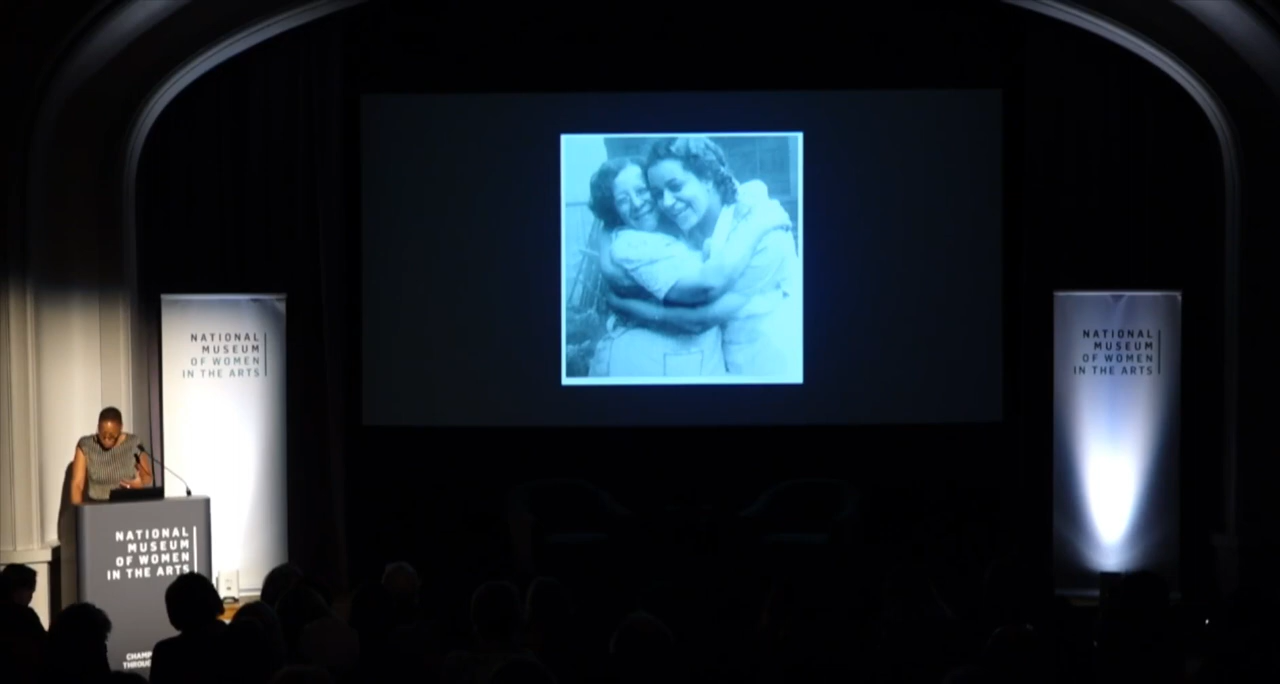 NATIONAL
MUSEUM
OF WOMEN
IN THE ARTS
NATIONAL
MUSEUM
OF WOMEN
IN THE ARTS
NATIONAL
MUSEUM
OF WOMEN
IN THE ARTS